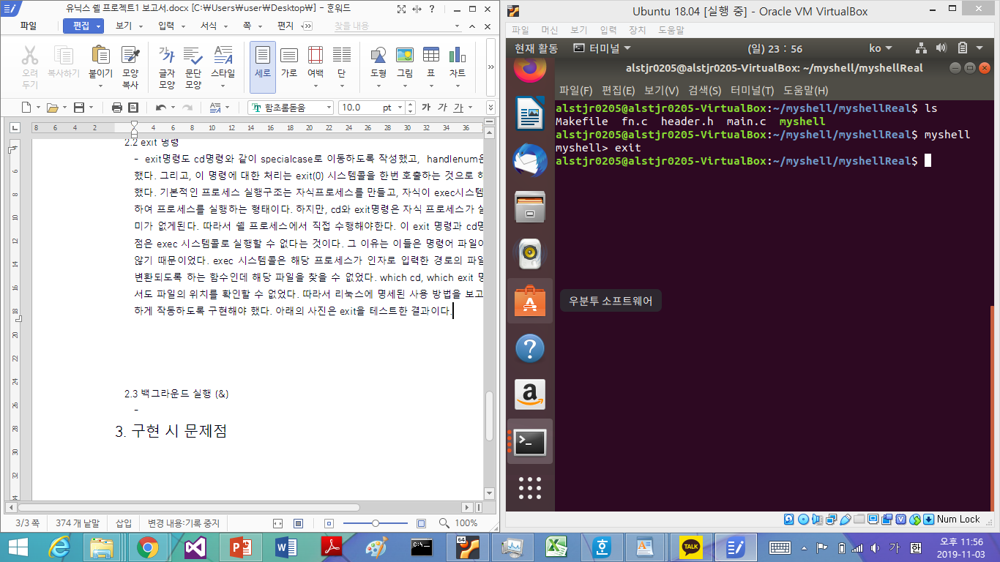 유닉스 쉘 프로젝트1 보고서.docx [C:￦Users￦user￦Desktop￦] - 훈워드
파일 편집 보기 입력 서식 쪽 편지 찾을 내용
오려 두기 복사하기 붙이기 모양 복사 글자 모양 문단 모양 스타일 세로 가로 여백 단 도형 그림 표 차트
함초롬돋움 10.0 pt 가 가 가
8 6 4 2 2 4 6 8 10 12 14 16 18 20 22 24 26 28 30 32 34 36
2.2 exit 명령
- exit명령도 cd명령와 같이 specialcase로 이동하도록 작성했고, handlenum은
했다. 그리고, 이 명령에 대한 처리는 exit(0) 시스템콜을 한번 호출하는 것으로 하
했다. 기본적인 프로세스 실행구조는 자식프로세스를 만들고, 자식이 exec시스템
하여 프로세스를 실행하는 형태이다. 하지만, cd와 exit명령은 자식 프로세스가 실
미가 없게된다. 따라서 쉘 프로세스에서 직접 수행해야한다. 이 exit 명령과 cd명
점은 exec 시스템콜로 실행할 수 없다는 것이다. 그 이유는 이들은 명령어 파일이
않기 때문이었다. exec 시스템콜은 해당 프로세스가 인자로 입력한 경로의 파일
변환되도록 하는 함수인데 해당 파일을 찾을 수 없었다. which cd, which exit 명
서도 파일의 위치를 확인할 수 없었다. 따라서 리눅스에 명세된 사용 방법을 보고
하게 작동하도록 구현해야 했다. 아래의 사진은 exit을 테스트한 결과이다.
2.3 백그라운드 실행 (&)
-
3. 구현 시 문제점
3/3 쪽 374 개 낱말 삽입 변경 내용:기록 중지 100%
Ubuntu 18.04 [실행 중] - Oracle VM VirtualBox
파일 머신 보기 입력 장치 도움말
현재 활동 터미널 (일) 23 : 56 ko
alstjr0205@alstjr0205-VirtualBox: ~/myshell/myshellReal
파일(F) 편집(E) 보기(V) 검색(S) 터미널(T) 도움말(H)
alstjr0205@alstjr0205-VirtualBox:~/myshell/myshellReal$ ls
Makefile fn.c header.h main.c myshell
alstjr0205@alstjr0205-VirtualBox:~/myshell/myshellReal$ myshell
myshell> exit
alstjr0205@alstjr0205-VirtualBox:~/myshell/myshellReal$
우분투 소프트웨어
Num Lock
TALK 가 한 오후 11:56
2019-11-03